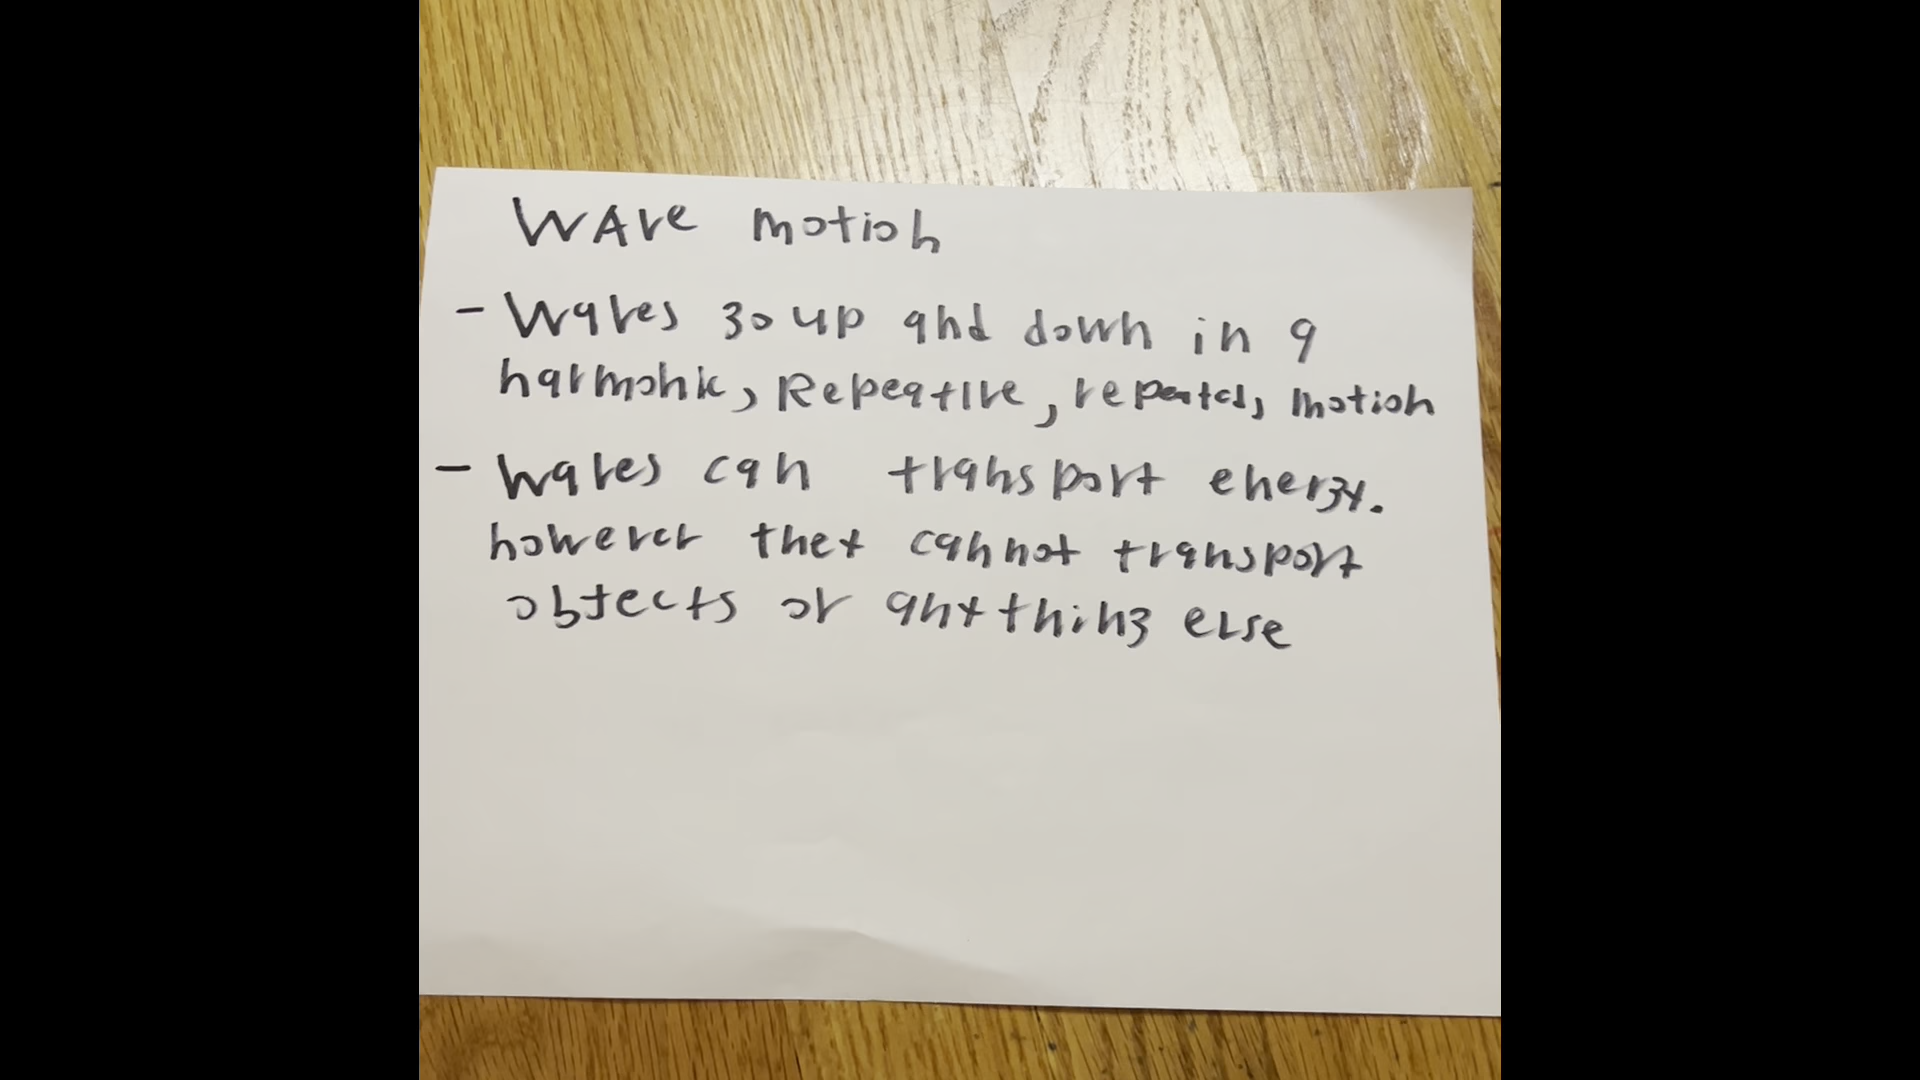 Wave motion
- Waves go up and down in a
harmonic, Repeative, repeated, motion
- Waves can transport energy.
however they cannot transport
objects or anything else